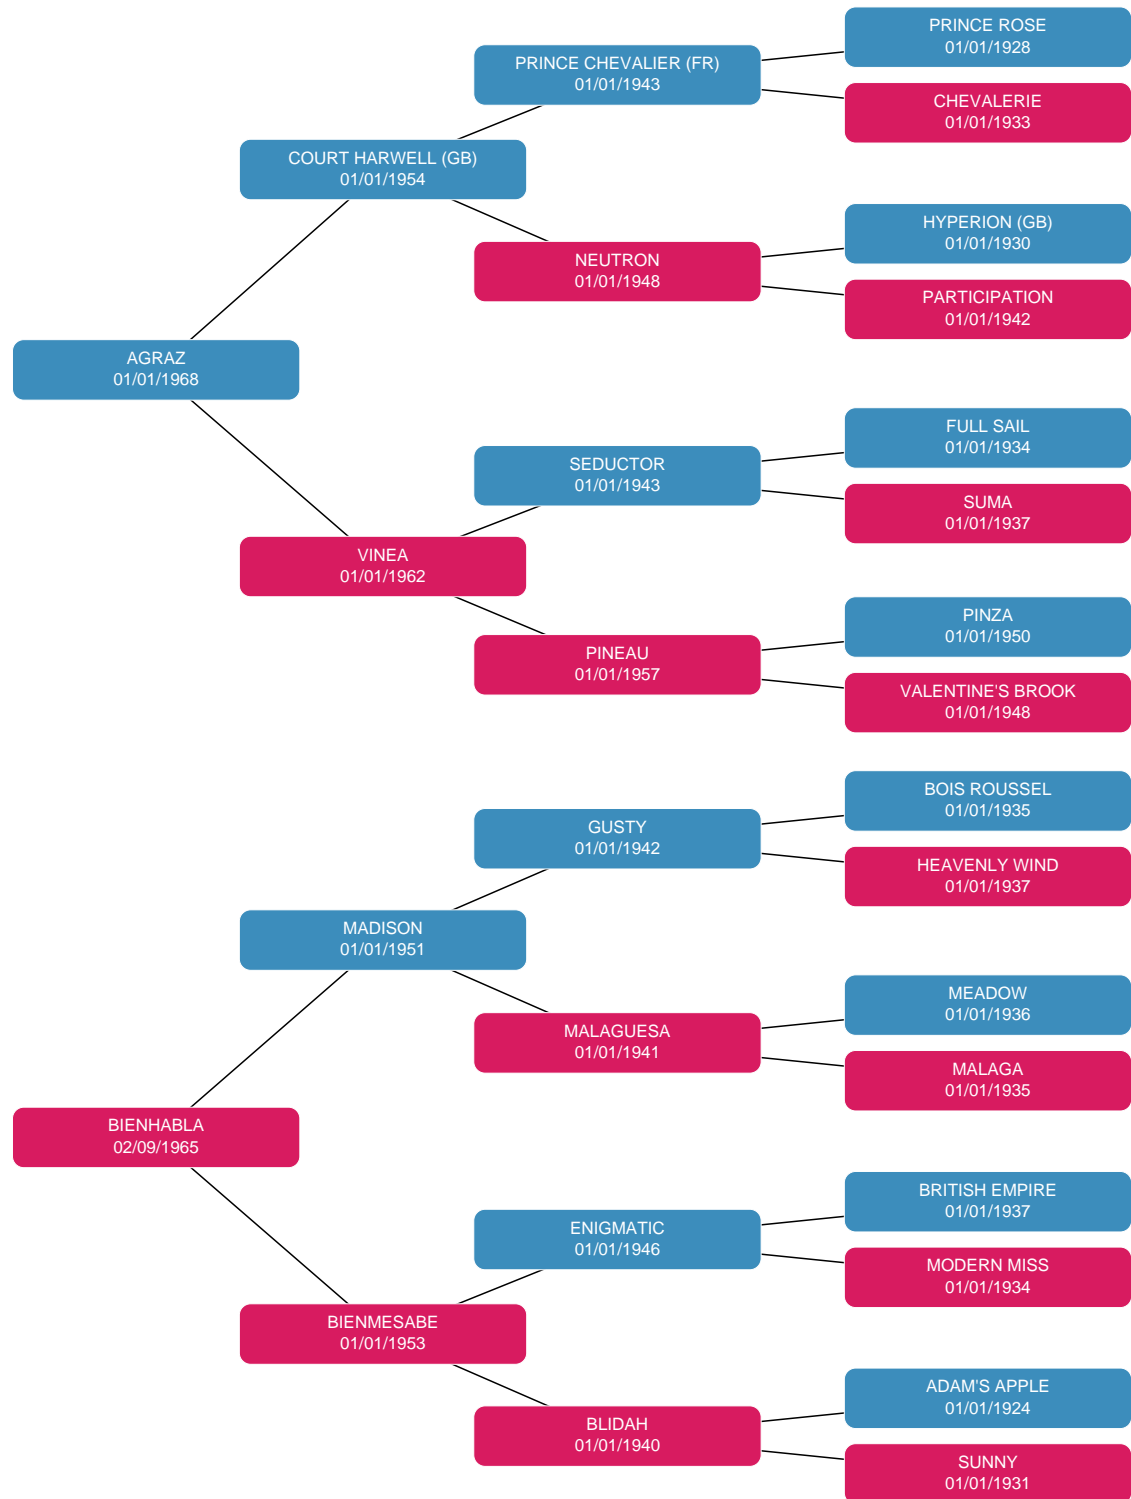 PRINCE ROSE
01/01/1928
PRINCE CHEVALIER (FR)
01/01/1943
CHEVALERIE
01/01/1933
COURT HARWELL (GB)
01/01/1954
HYPERION (GB)
01/01/1930
NEUTRON
01/01/1948
PARTICIPATION
01/01/1942
AGRAZ
01/01/1968
FULL SAIL
01/01/1934
SEDUCTOR
01/01/1943
SUMA
01/01/1937
VINEA
01/01/1962
PINZA
01/01/1950
PINEAU
01/01/1957
VALENTINE'S BROOK
01/01/1948
BOIS ROUSSEL
01/01/1935
GUSTY
01/01/1942
HEAVENLY WIND
01/01/1937
MADISON
01/01/1951
MEADOW
01/01/1936
MALAGUESA
01/01/1941
MALAGA
01/01/1935
BIENHABLA
02/09/1965
BRITISH EMPIRE
01/01/1937
ENIGMATIC
01/01/1946
MODERN MISS
01/01/1934
BIENMESABE
01/01/1953
ADAM'S APPLE
01/01/1924
BLIDAH
01/01/1940
SUNNY
01/01/1931